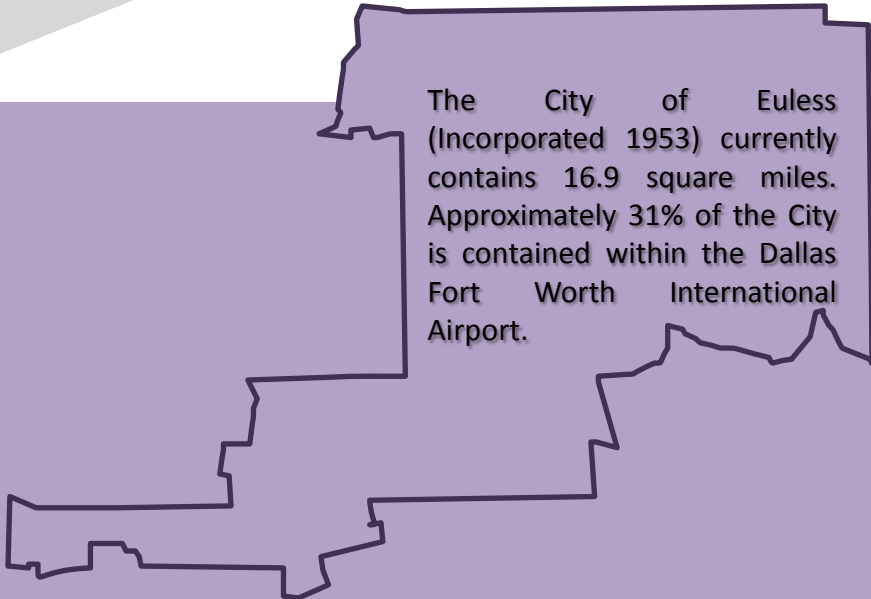 The City of Euless
(Incorporated 1953) currently
contains 16.9 square miles.
Approximately 31% of the City
is contained within the Dallas
Fort Worth International
Airport.